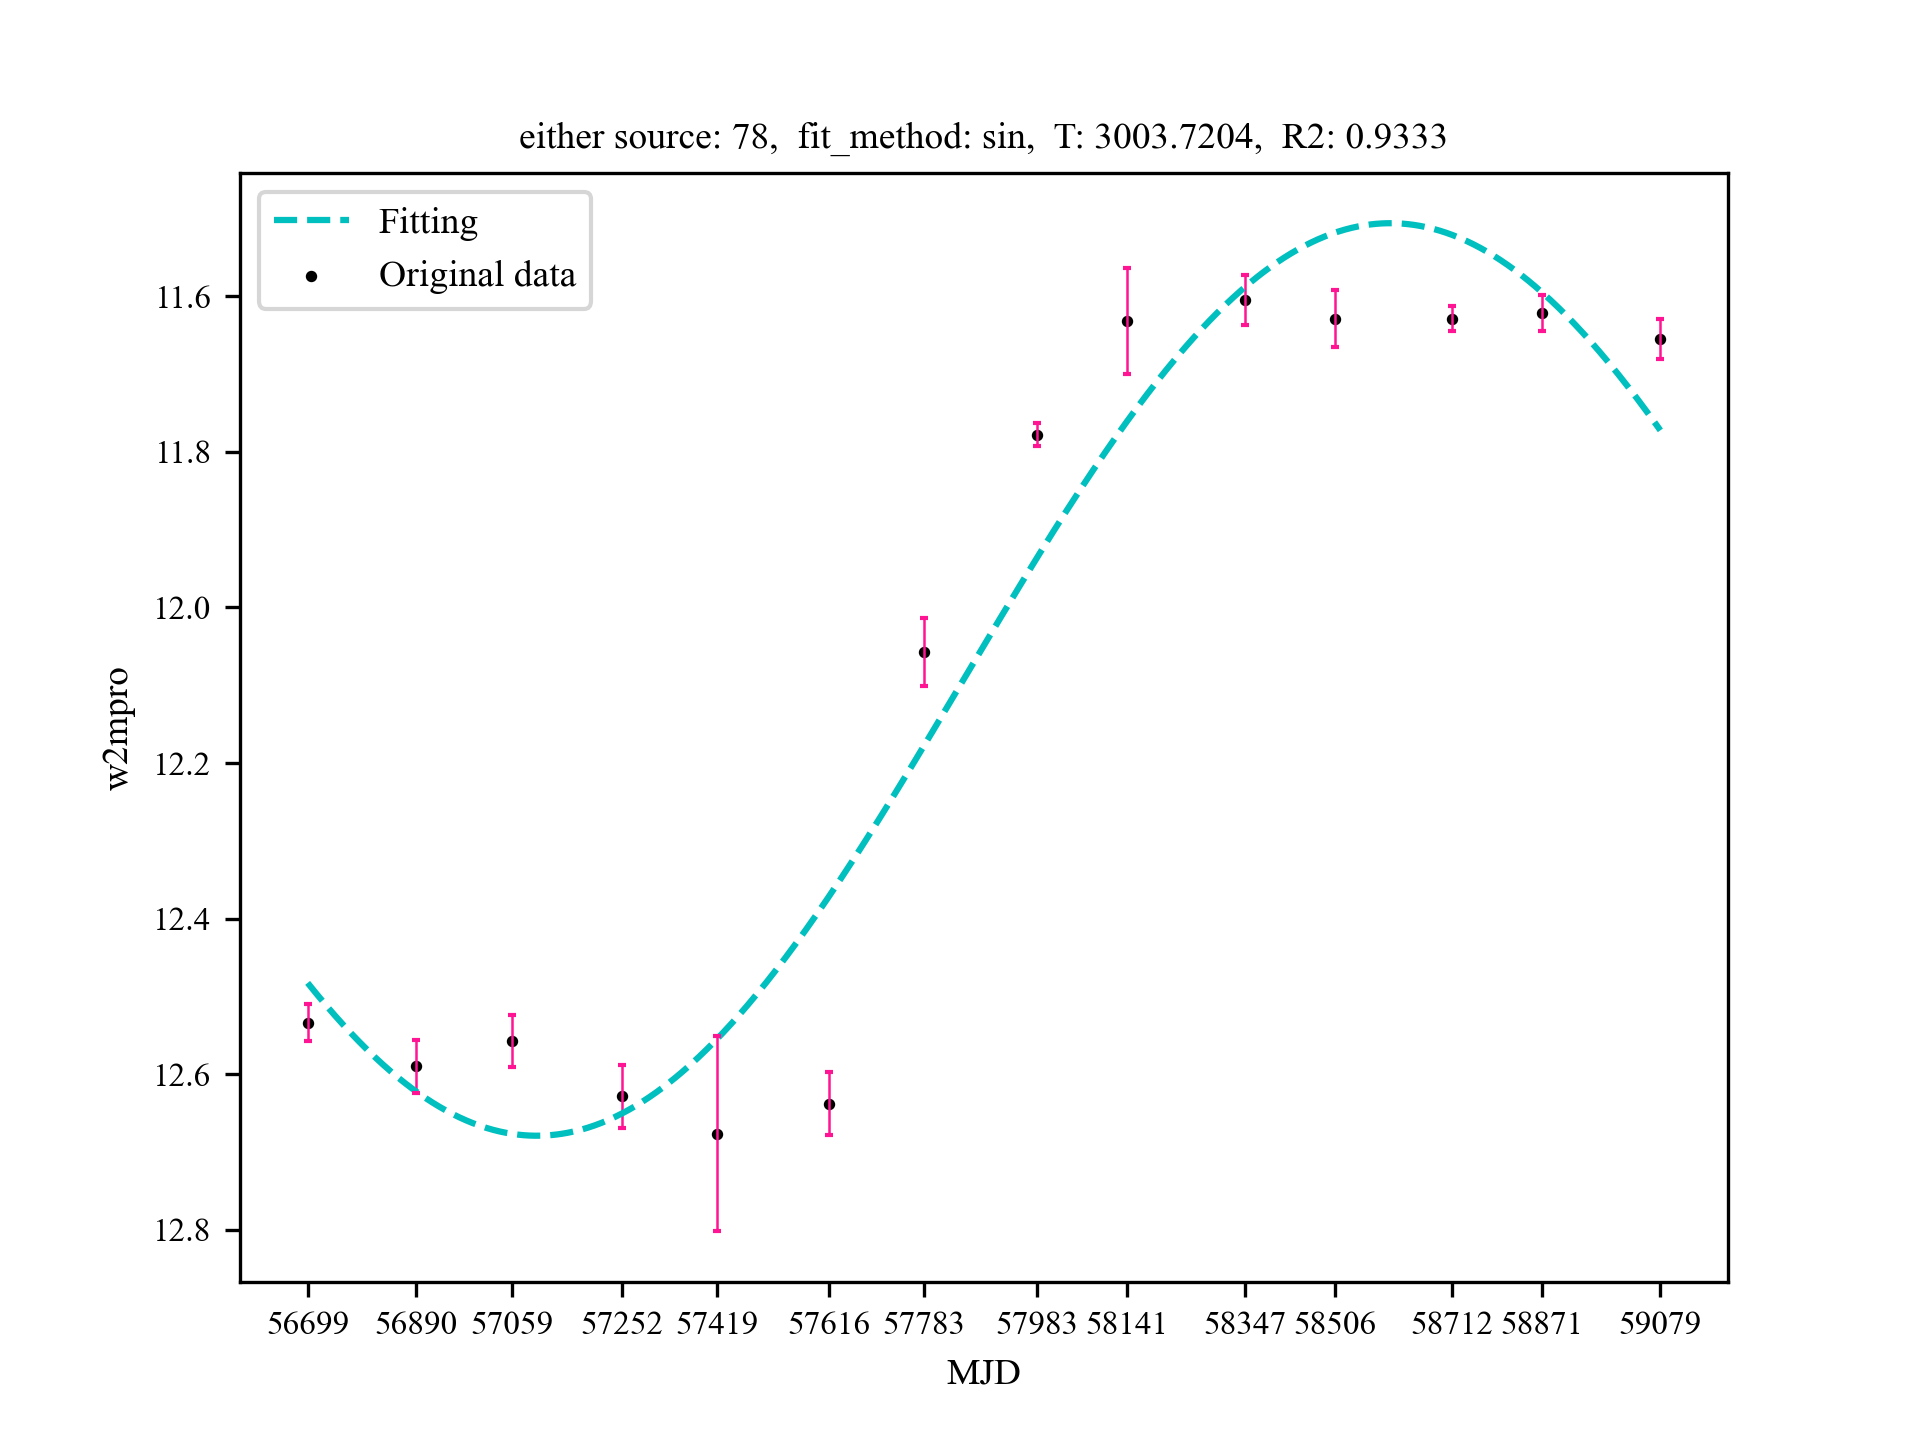 either source: 78,  fit_method: sin,  T: 3003.7204,  R2: 0.9333
Fitting
Original data
11.6
11.8
12.0
12.2
12.4
12.6
12.8
w2mpro
56699 56890 57059 57252 57419 57616 57783 57983 58141 58347 58506 58712 58871 59079
MJD